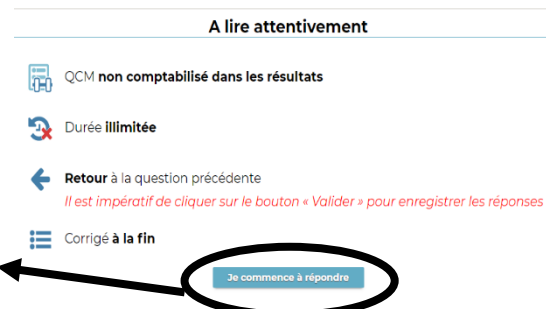 A lire attentivement
QCM non comptabilisé dans les résultats
Durée illimitée
Retour à la question précédente
Il est impératif de cliquer sur le bouton « Valider » pour enregistrer les réponses
Corrigé à la fin
Je commence à répondre